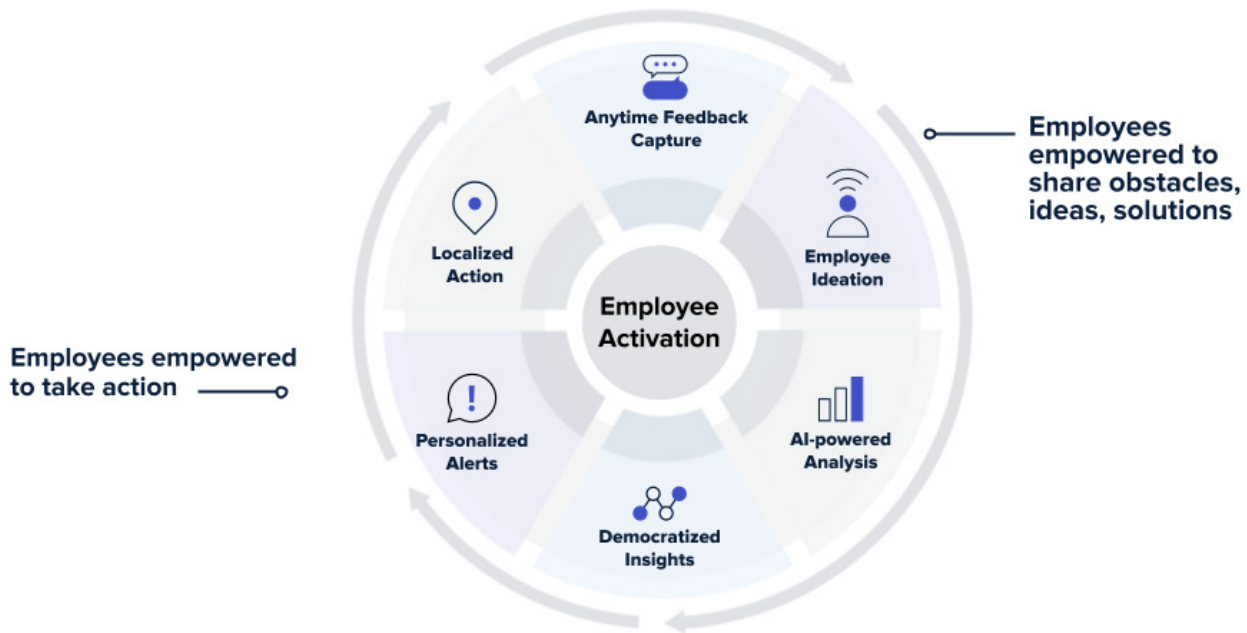 Anytime Feedback
Capture
Employees
empowered to
share obstacles,
ideas, solutions
Employee
Ideation
Localized
Action
Employee
Activation
Employees empowered
to take action
Personalized
Alerts
AI-powered
Analysis
Democratized
Insights